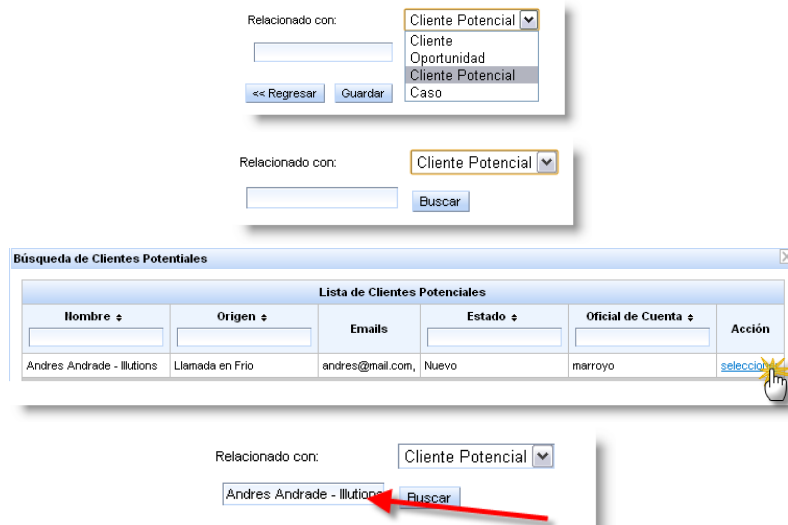 Relacionado con: Cliente Potencial
Cliente
Oportunidad
Cliente Potencial
Caso
<< Regresar Guardar
Relacionado con: Cliente Potencial
Buscar
Búsqueda de Clientes Potentiales
Lista de Clientes Potenciales
Nombre Origen Emails Estado Oficial de Cuenta Acción
Andres Andrade - Illutions Llamada en Frio andres@mail.com, Nuevo marroyo
Relacionado con: Cliente Potencial
Andres Andrade - Illutions Buscar